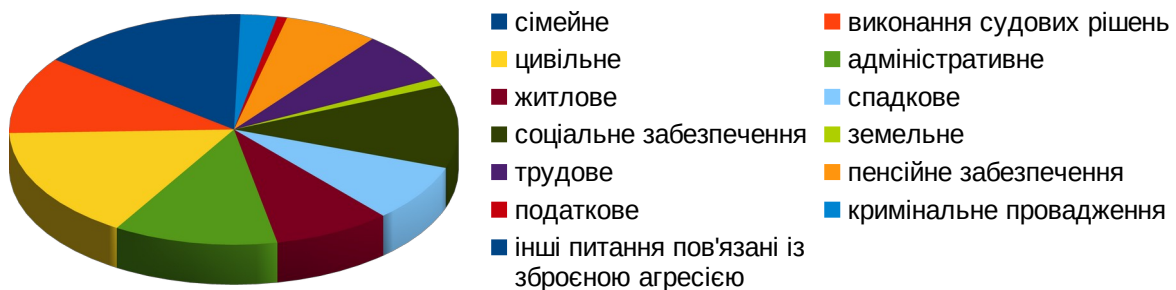 сімейне
виконання судових рішень
цивільне
адміністративне
житлове
спадкове
соціальне забезпечення
земельне
трудове
пенсійне забезпечення
податкове
кримінальне провадження
інші питання пов'язані із
зброєною агресією